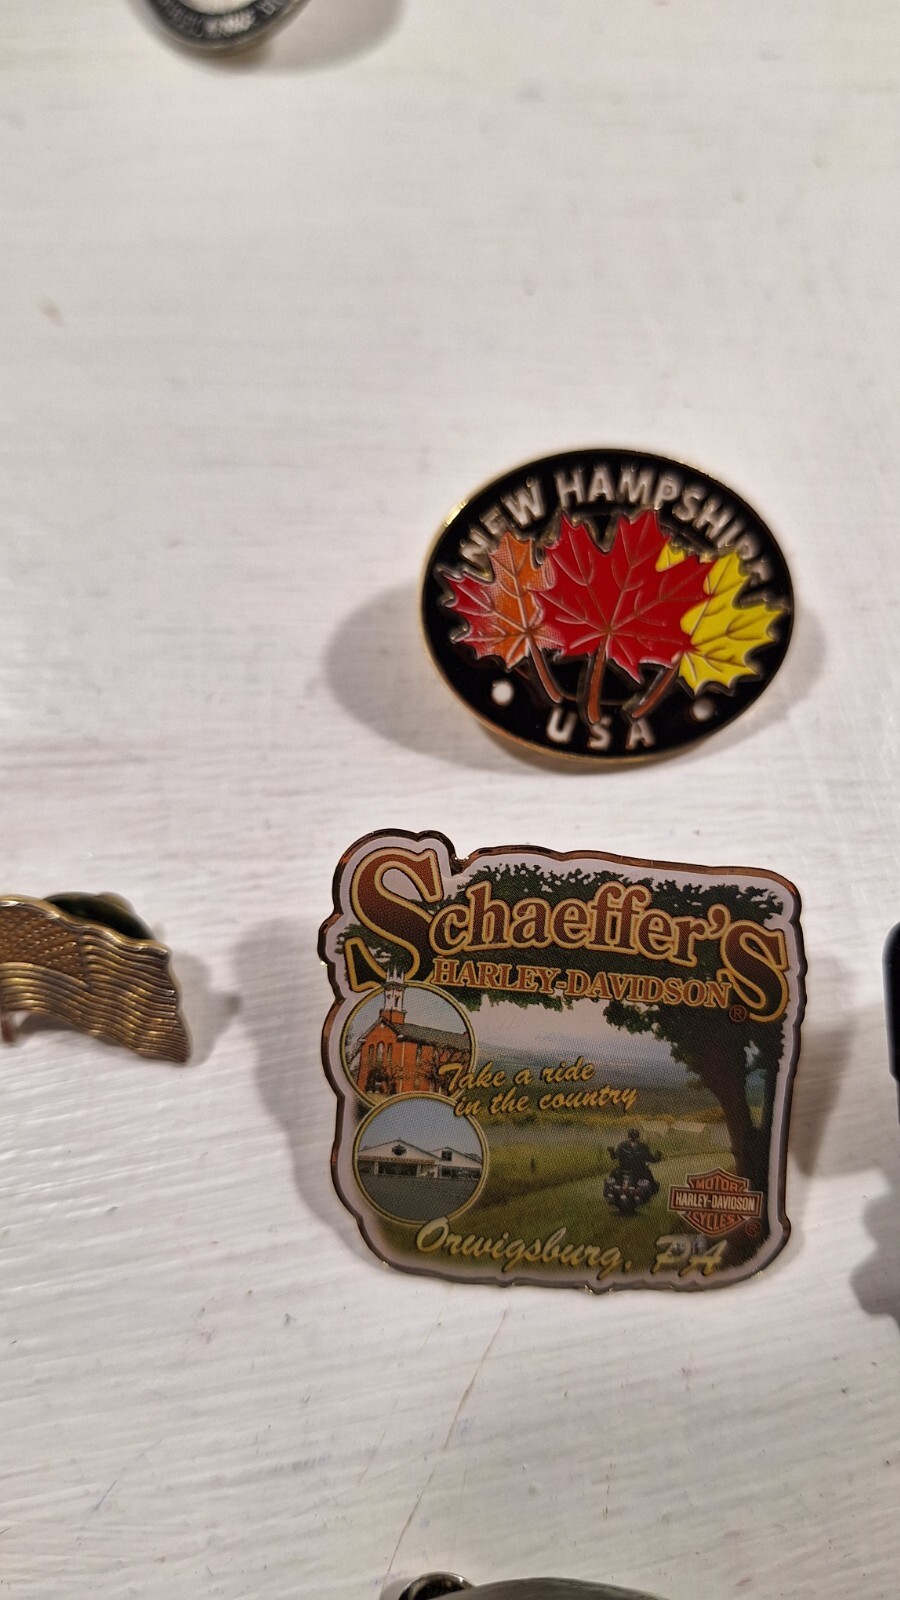 NEW HAMPSHIRE
USA
Schaeffer'S
HARLEY-DAVIDSON®
Take a ride
in the country
MOTOR
HARLEY-DAVIDSON
CYCLES
Orwigsburg, PA